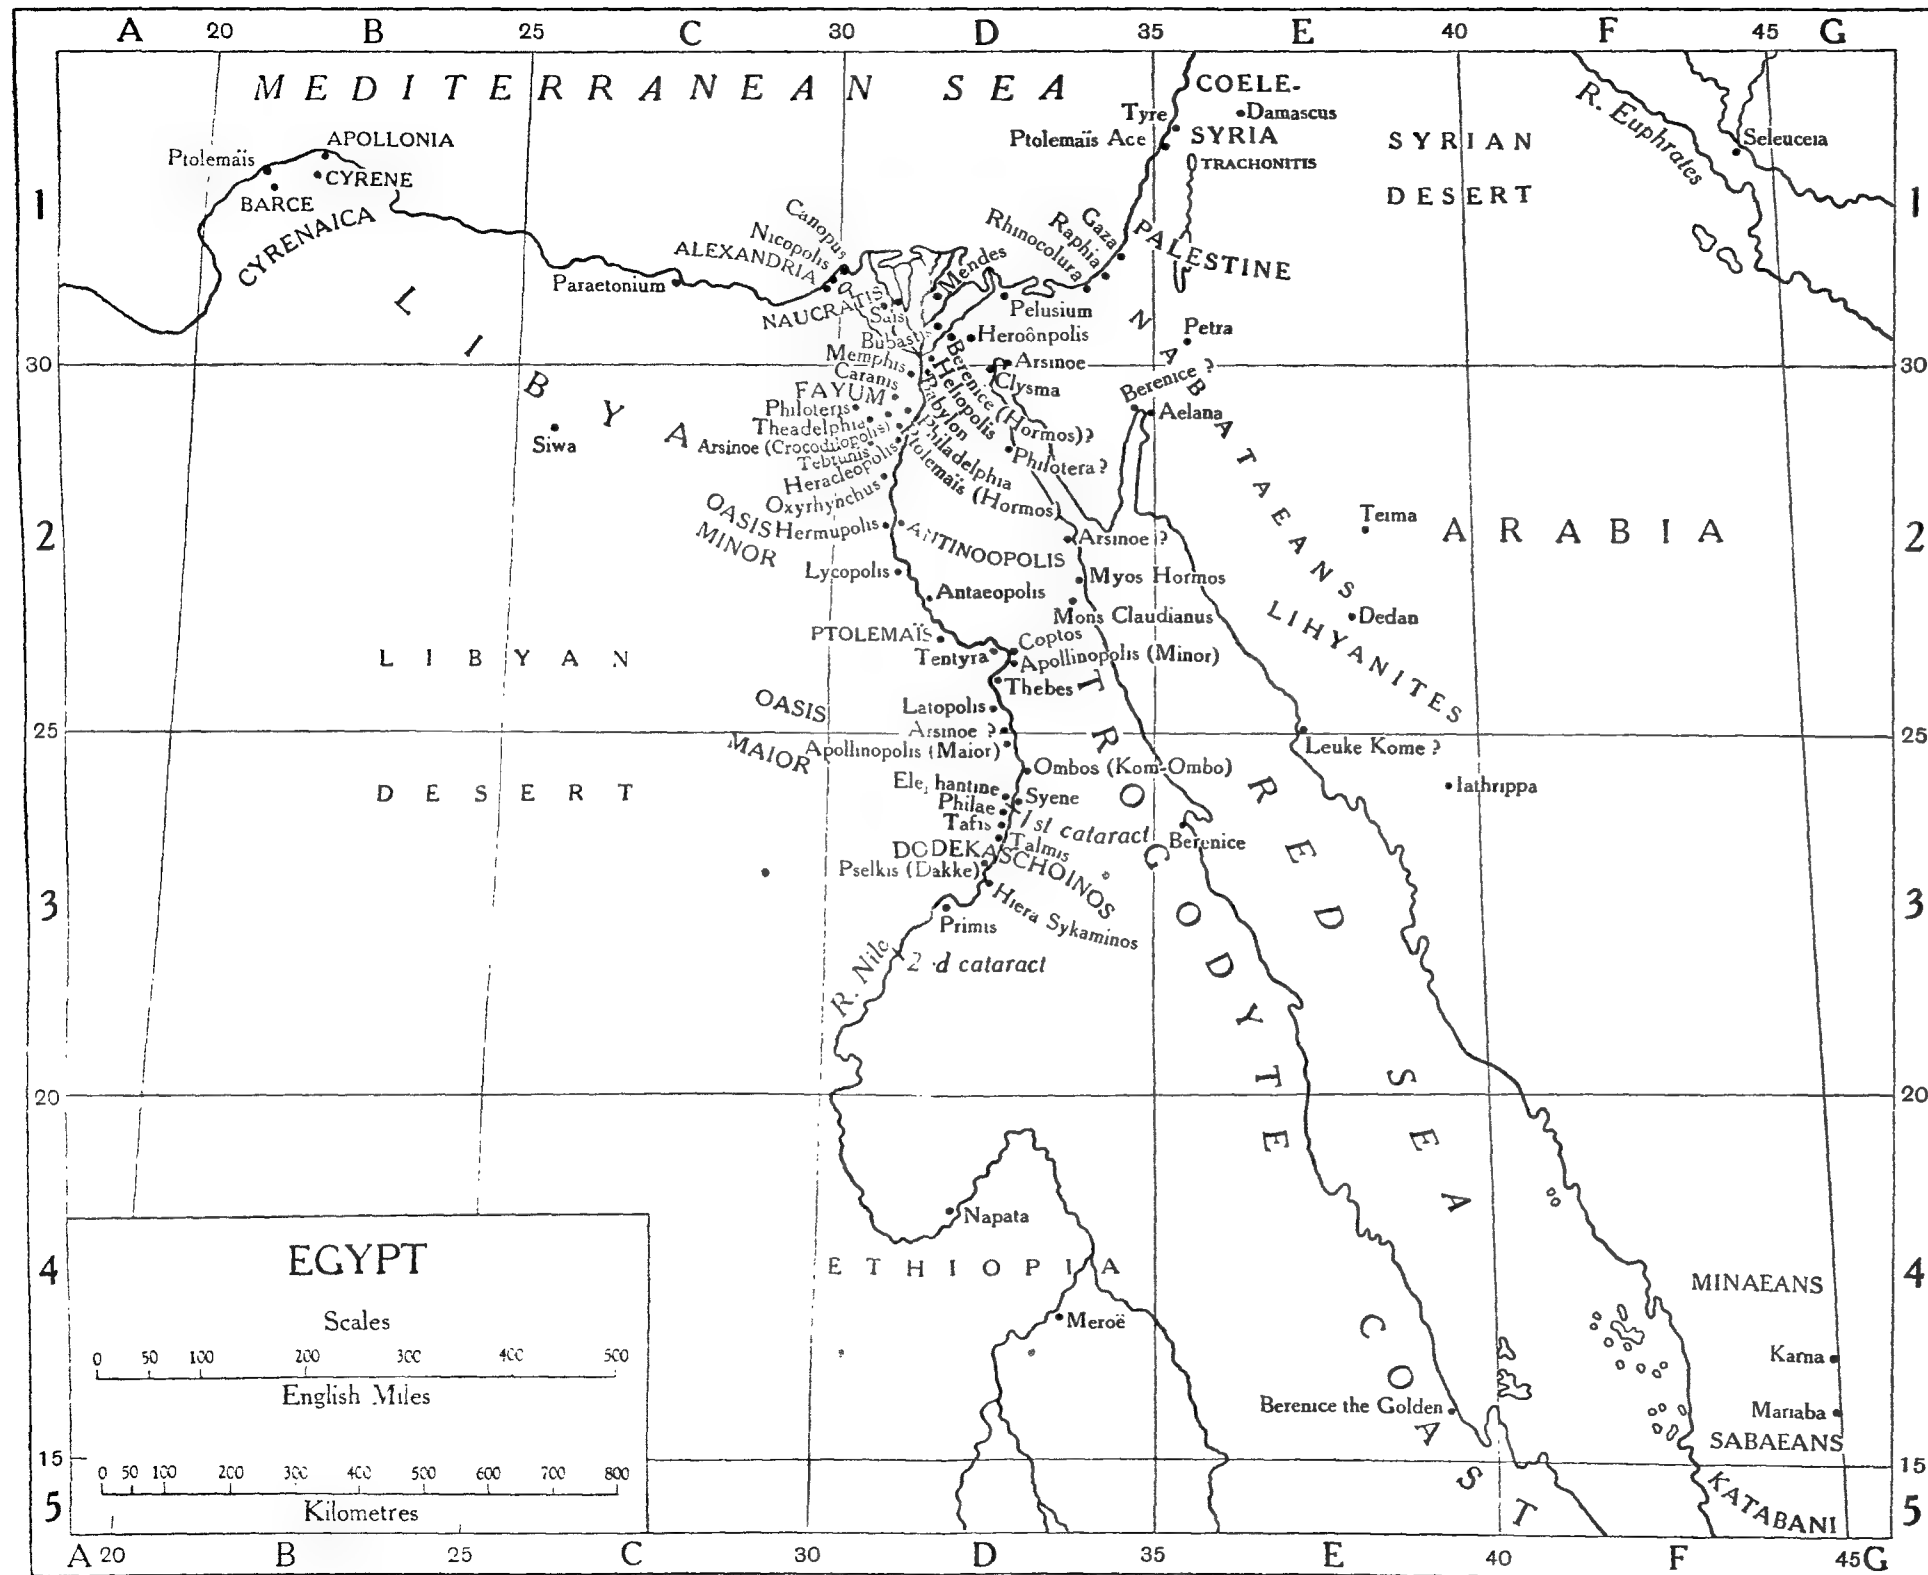 A 20 B 25 C 30 D 35 E 40 F 45 G
MEDITERRANEAN SEA
COELE-
SYRIA
Tyre
Damascus
Ptolemaïs Ace
TRACHONITIS
SYRIAN
DESERT
R. Euphrates
Seleuceia
APOLLONIA
Ptolemaïs
CYRENE
BARCE
CYRENAICA
1
1
Canopus
Nicopolis
ALEXANDRIA
Paraetonium
NAUCRATIS
Sais
Mendes
Rhinocolura
Raphia
Gaza
PALESTINE
Pelusium
Bubastis
Heroônpolis
Petra
NABATAEANS
LIBYA
30
30
Memphis
Caranis
FAYUM
Philoteris
Theadelphia
Arsinoe (Crocodilopolis)
Tebtunis
Heracleopolis
Oxyrhynchus
Berenice (Hormos)?
Heliopolis
Babylon
Philadelphia
Ptolemaïs (Hormos)
Arsinoe
Clysma
Berenice ?
Aelana
Philotera ?
Siwa
OASIS
MINOR
Hermupolis
ANTINOOPOLIS
Arsinoe ?
Teima
ARABIA
2
2
Lycopolis
Myos Hormos
Antaeopolis
Mons Claudianus
Dedan
LIHYANITES
PTOLEMAÏS
Coptos
Tentyra
Apollinopolis (Minor)
Thebes
LIBYAN
DESERT
OASIS
MAIOR
Latopolis
Arsinoe ?
Apollinopolis (Maior)
25
25
Leuke Kome ?
Iathrippa
Ombos (Kom-Ombo)
Ele hantine
Syene
Philae
1st cataract
Tafis
Talmis
Berenice
DODEKASCHOINOS
Pselkis (Dakke)
Hiera Sykaminos
Primis
3
3
R. Nile
2 d cataract
TROGODYTE COAST
RED SEA
20
20
Napata
ETHIOPIA
Meroë
4
4
MINAEANS
Karna
Berenice the Golden
Mariaba
SABAEANS
KATABANI
15
15
5
5
EGYPT
Scales
0 50 100 200 300 400 500
English Miles
0 50 100 200 300 400 500 600 700 800
Kilometres
A 20 B 25 C 30 D 35 E 40 F 45 G